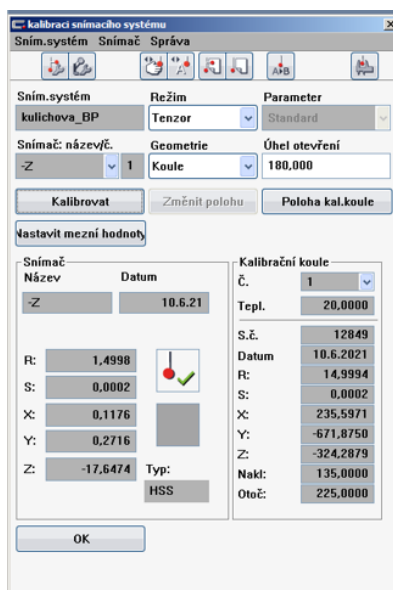 kalibraci snímacího systému
Sním.systém Snímač Správa
Sním.systém Režim Parameter
kulichova_BP Tenzor Standard
Snímač: název/č. Geometrie Úhel otevření
-Z 1 Koule 180,000
Kalibrovat Změnit polohu Poloha kal.koule
Nastavit mezní hodnoty
Snímač
Název Datum
-Z 10.6.21
R: 1,4998
S: 0,0002
X: 0,1176
Y: 0,2716
Z: -17,6474
Typ:
HSS
Kalibrační koule
Č. 1
Tepl. 20,0000
S.č. 12849
Datum 10.6.2021
R: 14,9994
S: 0,0002
X: 235,5971
Y: -671,8750
Z: -324,2879
Nakl: 135,0000
Otoč: 225,0000
OK